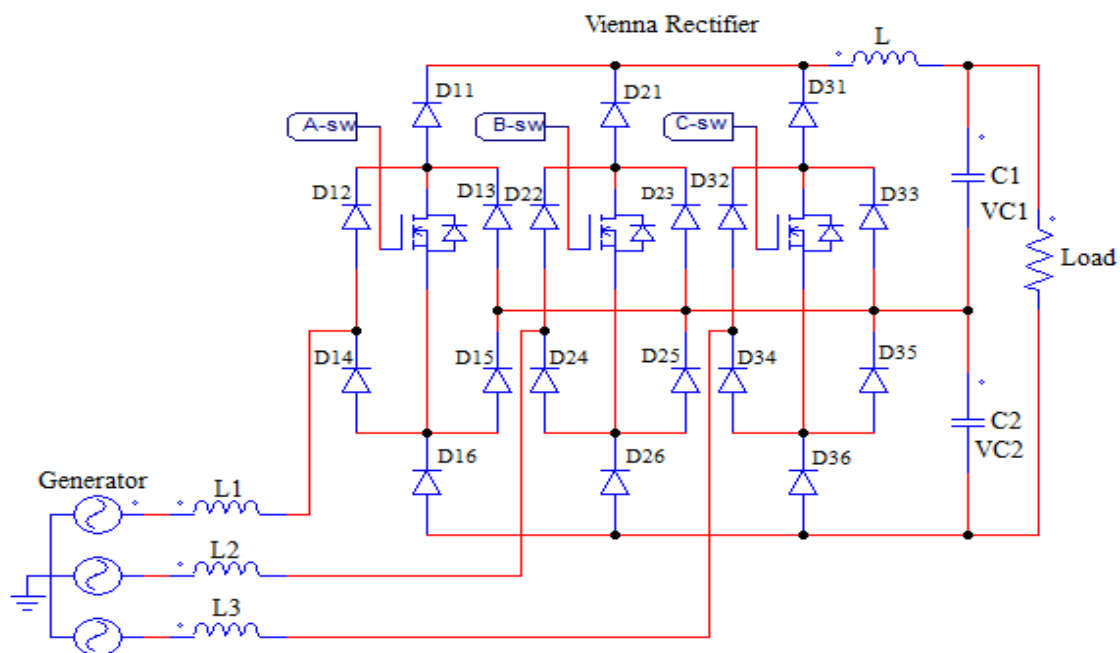 Vienna Rectifier
L
D11
D21
D31
A-sw
B-sw
C-sw
D12
D13
D22
D23
D32
D33
C1
VC1
Load
D14
D15
D24
D25
D34
D35
C2
VC2
D16
D26
D36
Generator
L1
L2
L3